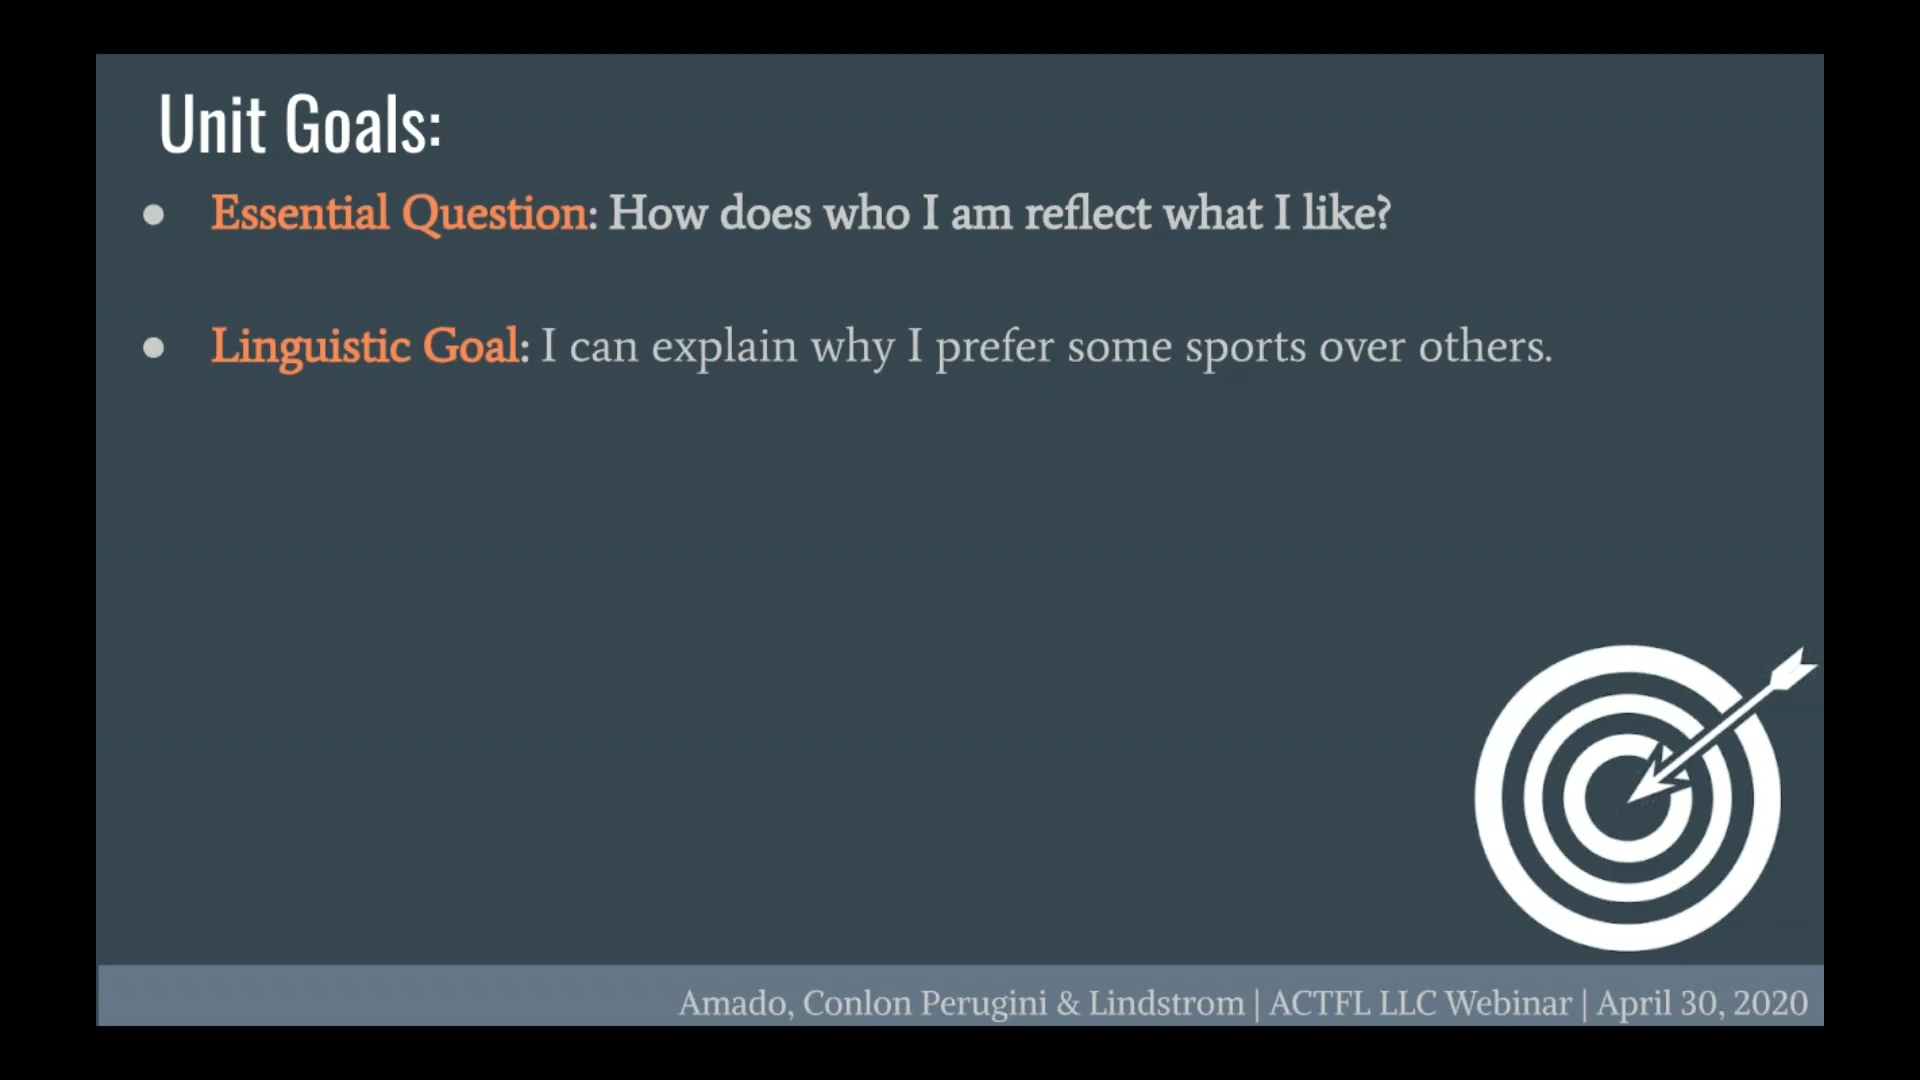 Unit Goals:
● Essential Question: How does who I am reflect what I like?
● Linguistic Goal: I can explain why I prefer some sports over others.
Amado, Conlon Perugini & Lindstrom | ACTFL LLC Webinar | April 30, 2020